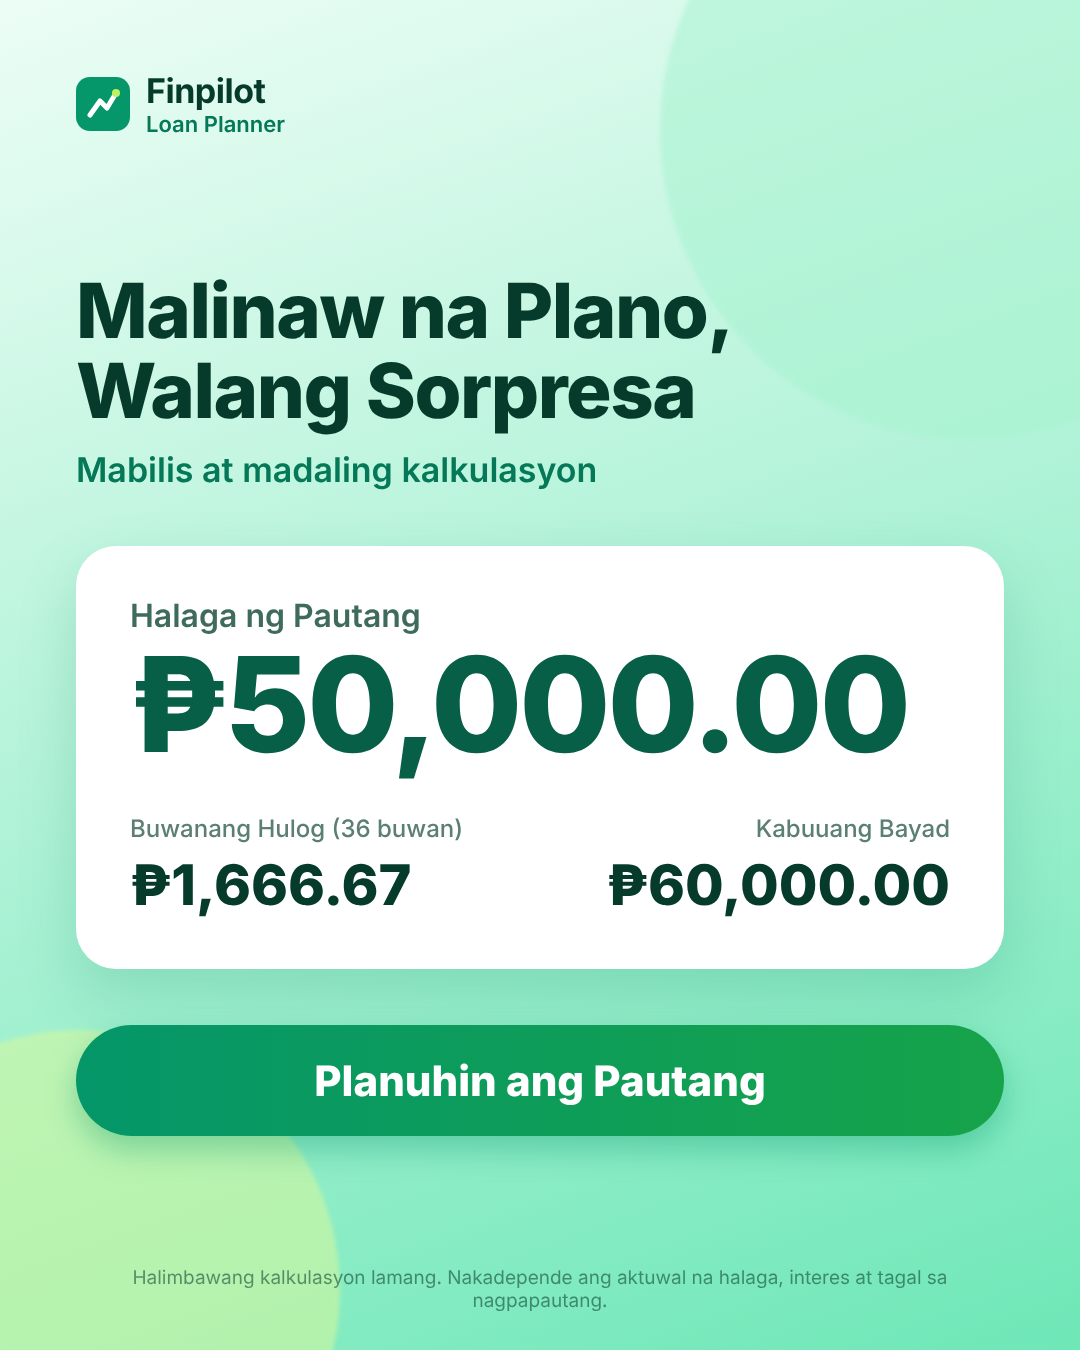 Finpilot
Loan Planner
Malinaw na Plano,
Walang Sorpresa
Mabilis at madaling kalkulasyon
Halaga ng Pautang
₱50,000.00
Buwanang Hulog (36 buwan)
₱1,666.67
Kabuuang Bayad
₱60,000.00
Planuhin ang Pautang
Halimbawang kalkulasyon lamang. Nakadepende ang aktuwal na halaga, interes at tagal sa
nagpapautang.